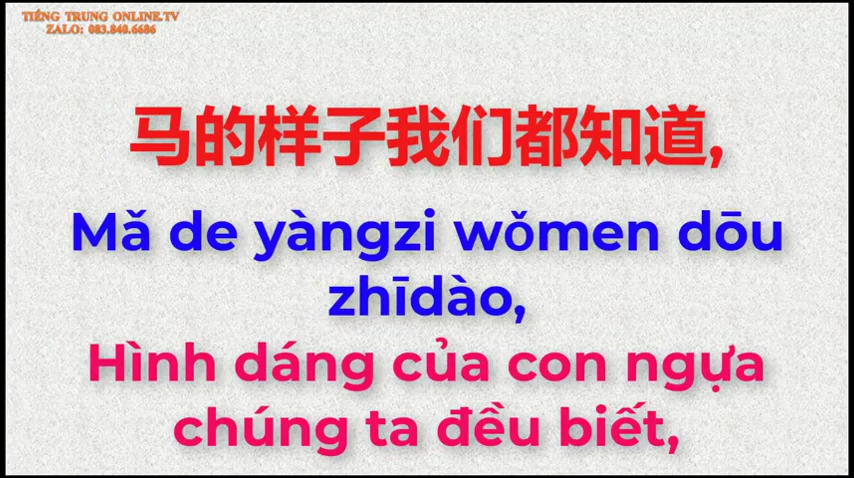 TIẾNG TRUNG ONLINE.TV
ZALO: 083.840.6686
马的样子我们都知道,
Mǎ de yàngzi wǒmen dōu
zhīdào,
Hình dáng của con ngựa
chúng ta đều biết,